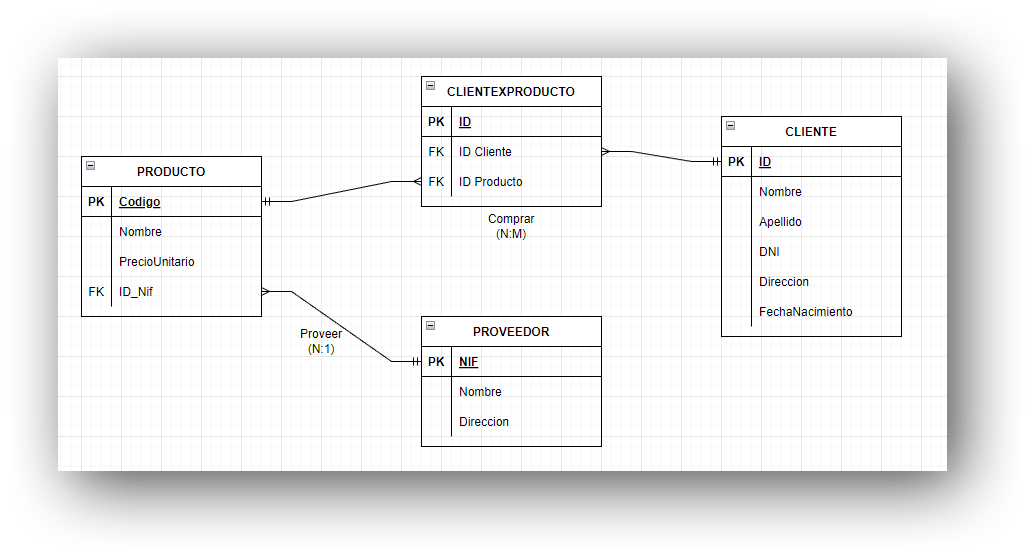 CLIENTEXPRODUCTO
PK ID
FK ID Cliente
FK ID Producto
Comprar
(N:M)
CLIENTE
PK ID
Nombre
Apellido
DNI
Direccion
FechaNacimiento
PRODUCTO
PK Codigo
Nombre
PrecioUnitario
FK ID_Nif
Proveer
(N:1)
PROVEEDOR
PK NIF
Nombre
Direccion